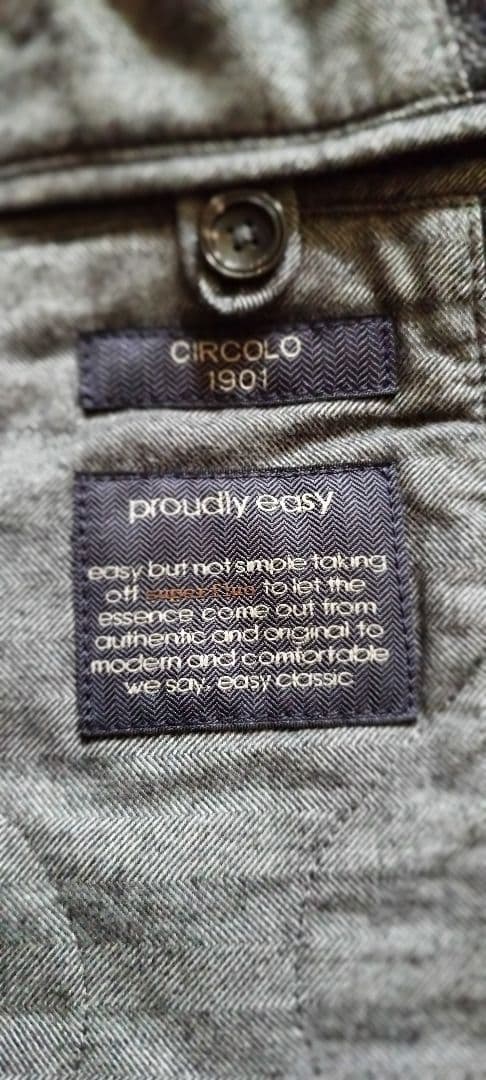 CIRCOLO
1901
proudly easy
easy but not simple taking
off to let the
essence come out from
authentic and original to
modern and comfortable
we say: easy classic